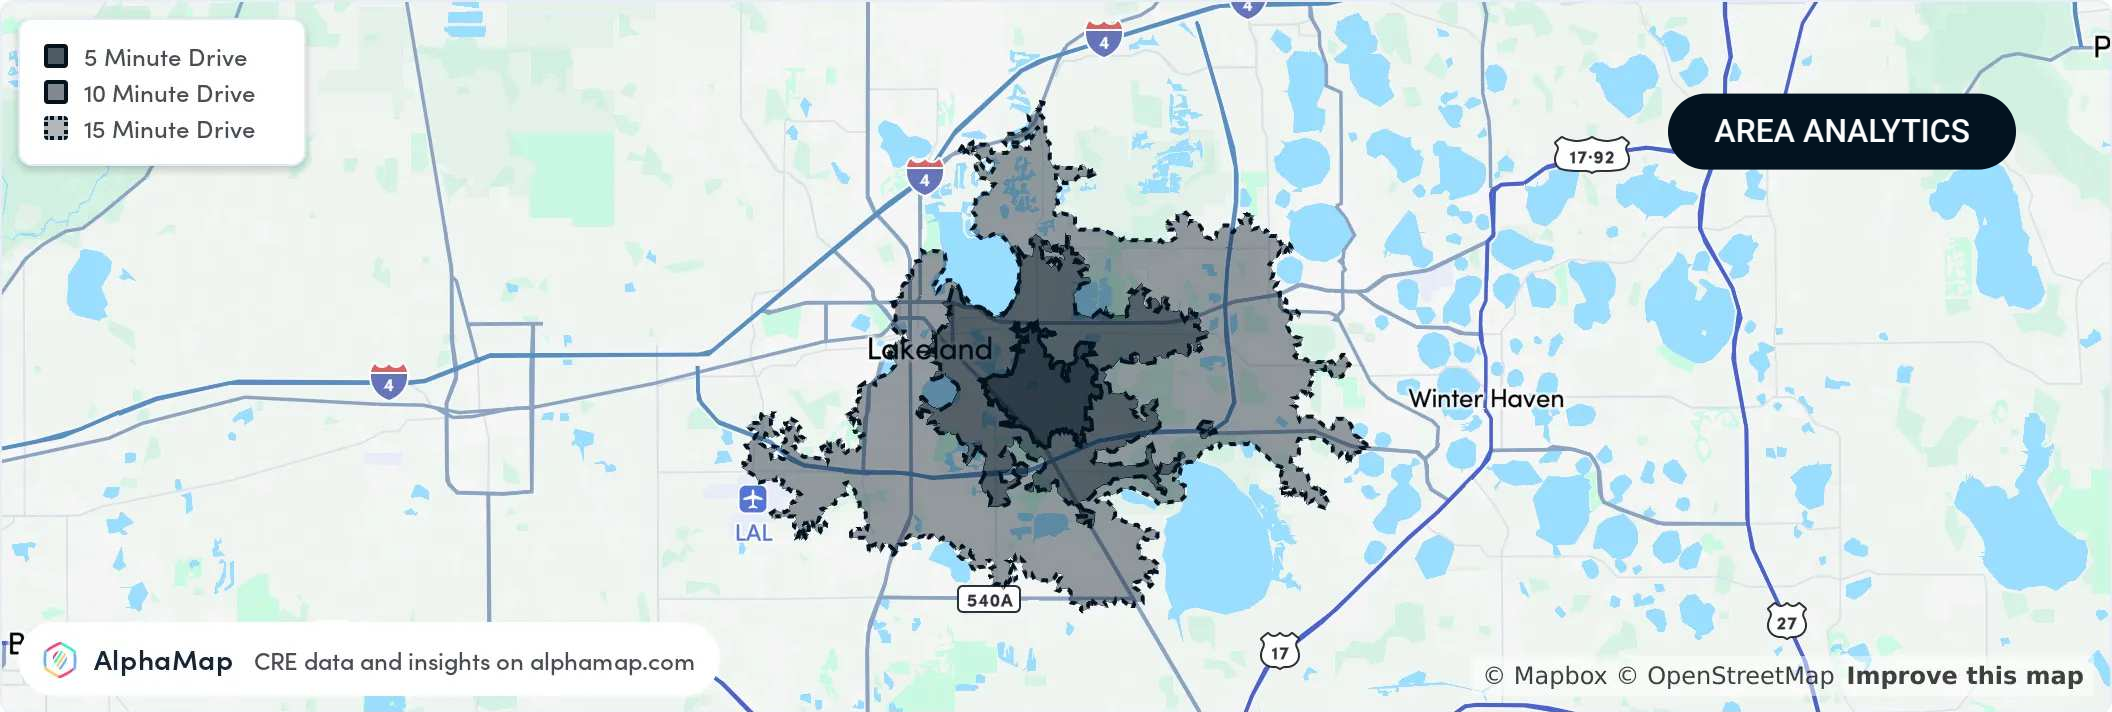 4
4
P
5 Minute Drive
10 Minute Drive
15 Minute Drive
AREA ANALYTICS
17·92
4
Lakeland
4
Winter Haven
LAL
540A
27
B
17
AlphaMap CRE data and insights on alphamap.com
© Mapbox © OpenStreetMap Improve this map